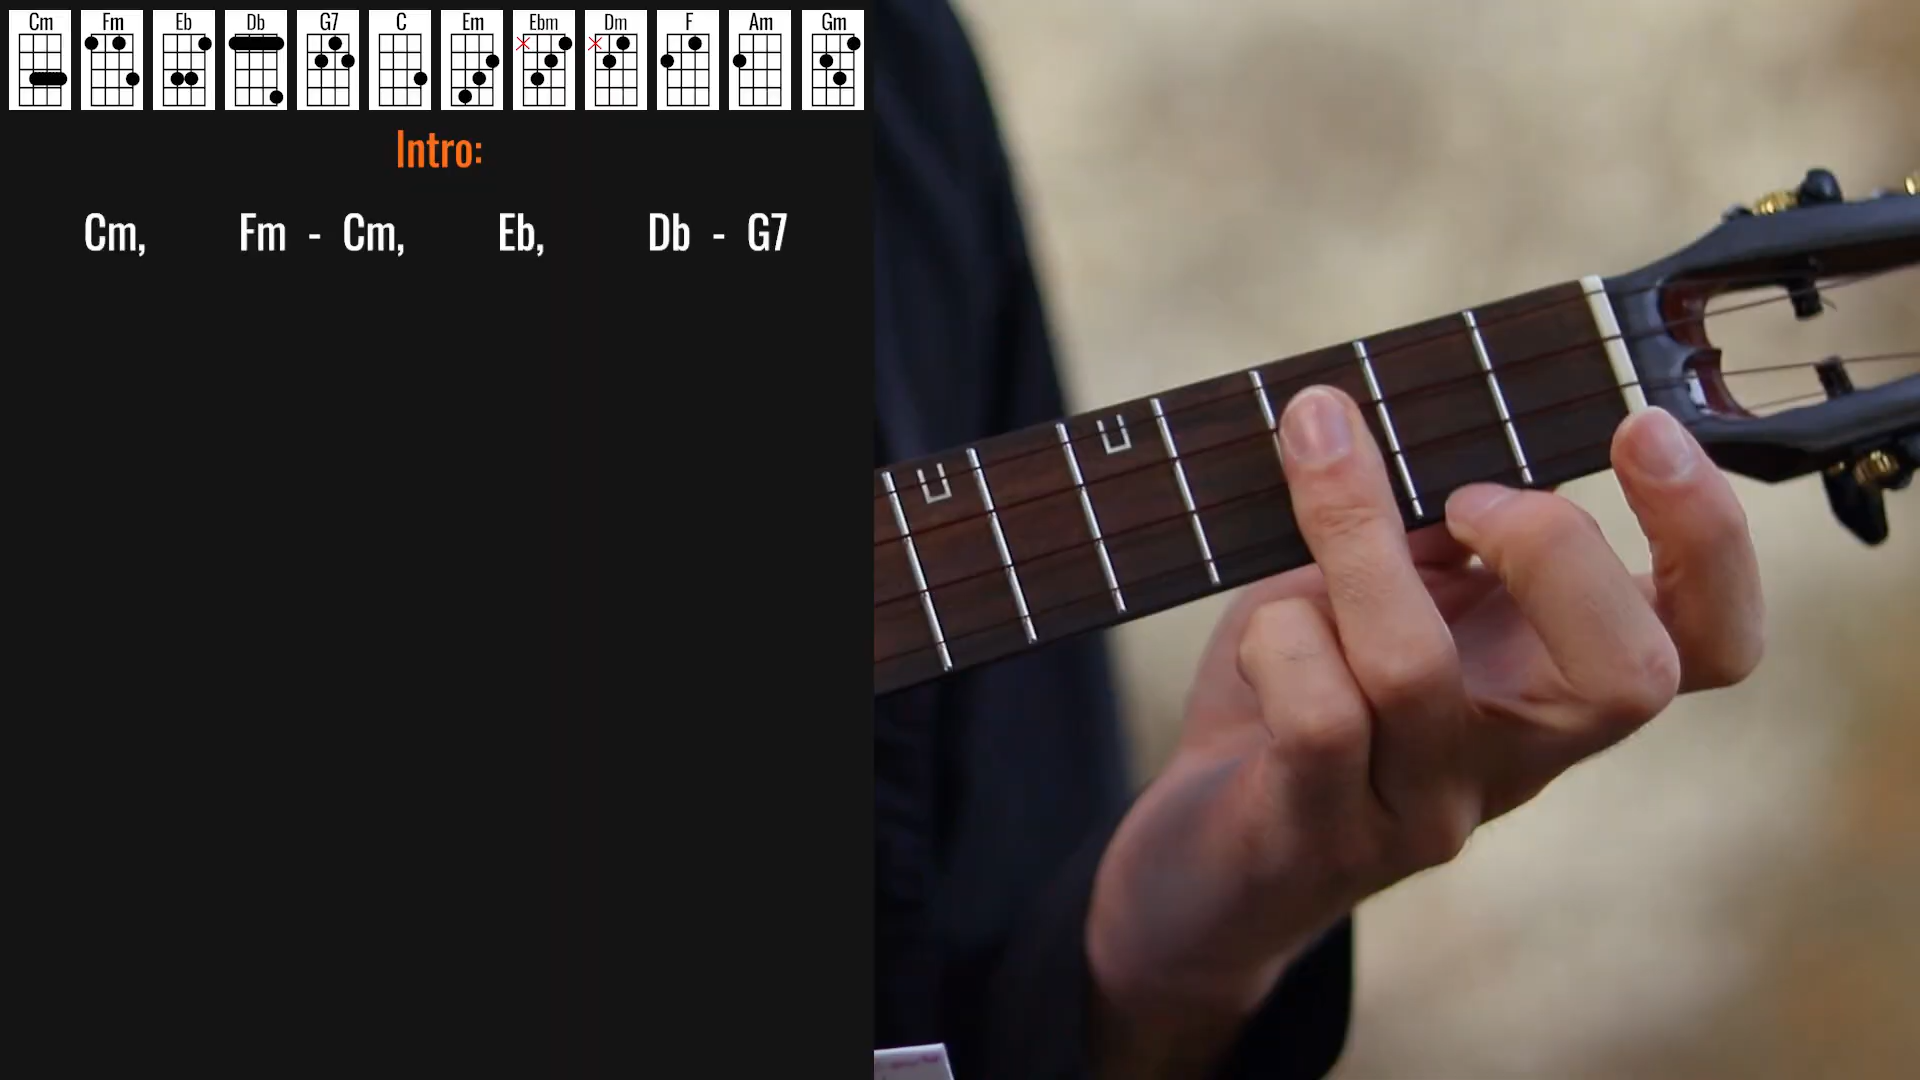 Cm Fm Eb Db G7 C Em Ebm Dm F Am Gm
Intro:
Cm, Fm - Cm, Eb, Db - G7